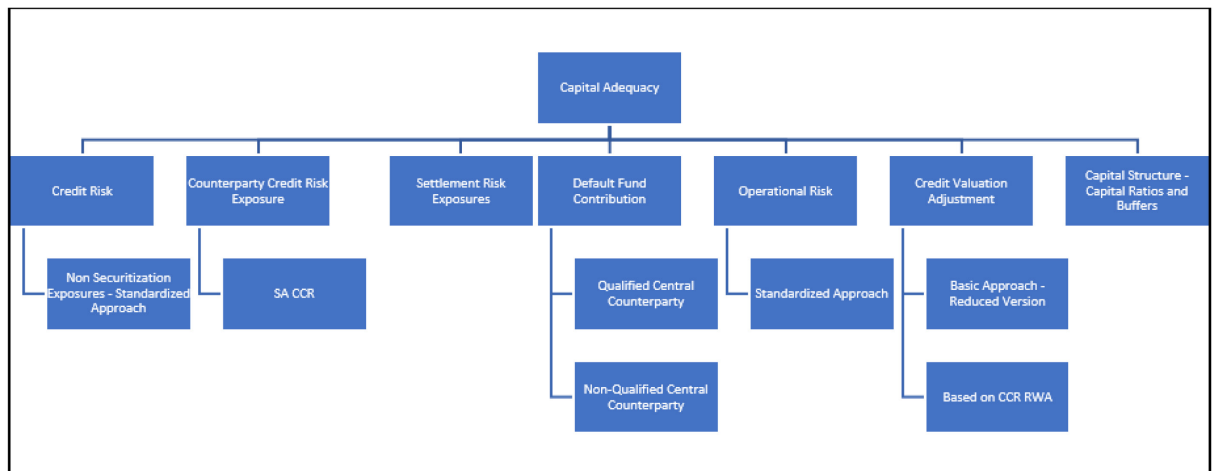 Capital Adequacy
Credit Risk
Counterparty Credit Risk
Exposure
Settlement Risk
Exposures
Default Fund
Contribution
Operational Risk
Credit Valuation
Adjustment
Capital Structure -
Capital Ratios and
Buffers
Non Securitization
Exposures - Standardized
Approach
SA CCR
Qualified Central
Counterparty
Standardized Approach
Basic Approach -
Reduced Version
Non-Qualified Central
Counterparty
Based on CCR RWA